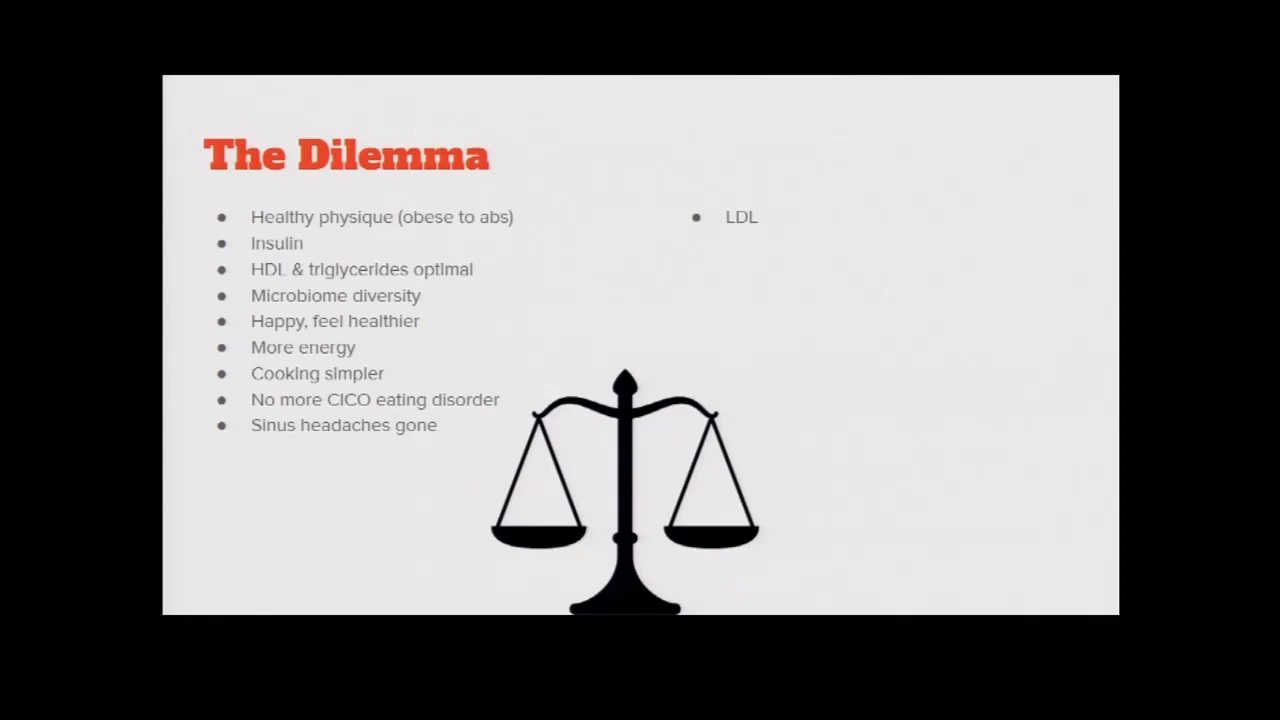 The Dilemma
● Healthy physique (obese to abs)
● Insulin
● HDL & triglycerides optimal
● Microbiome diversity
● Happy, feel healthier
● More energy
● Cooking simpler
● No more CICO eating disorder
● Sinus headaches gone
● LDL